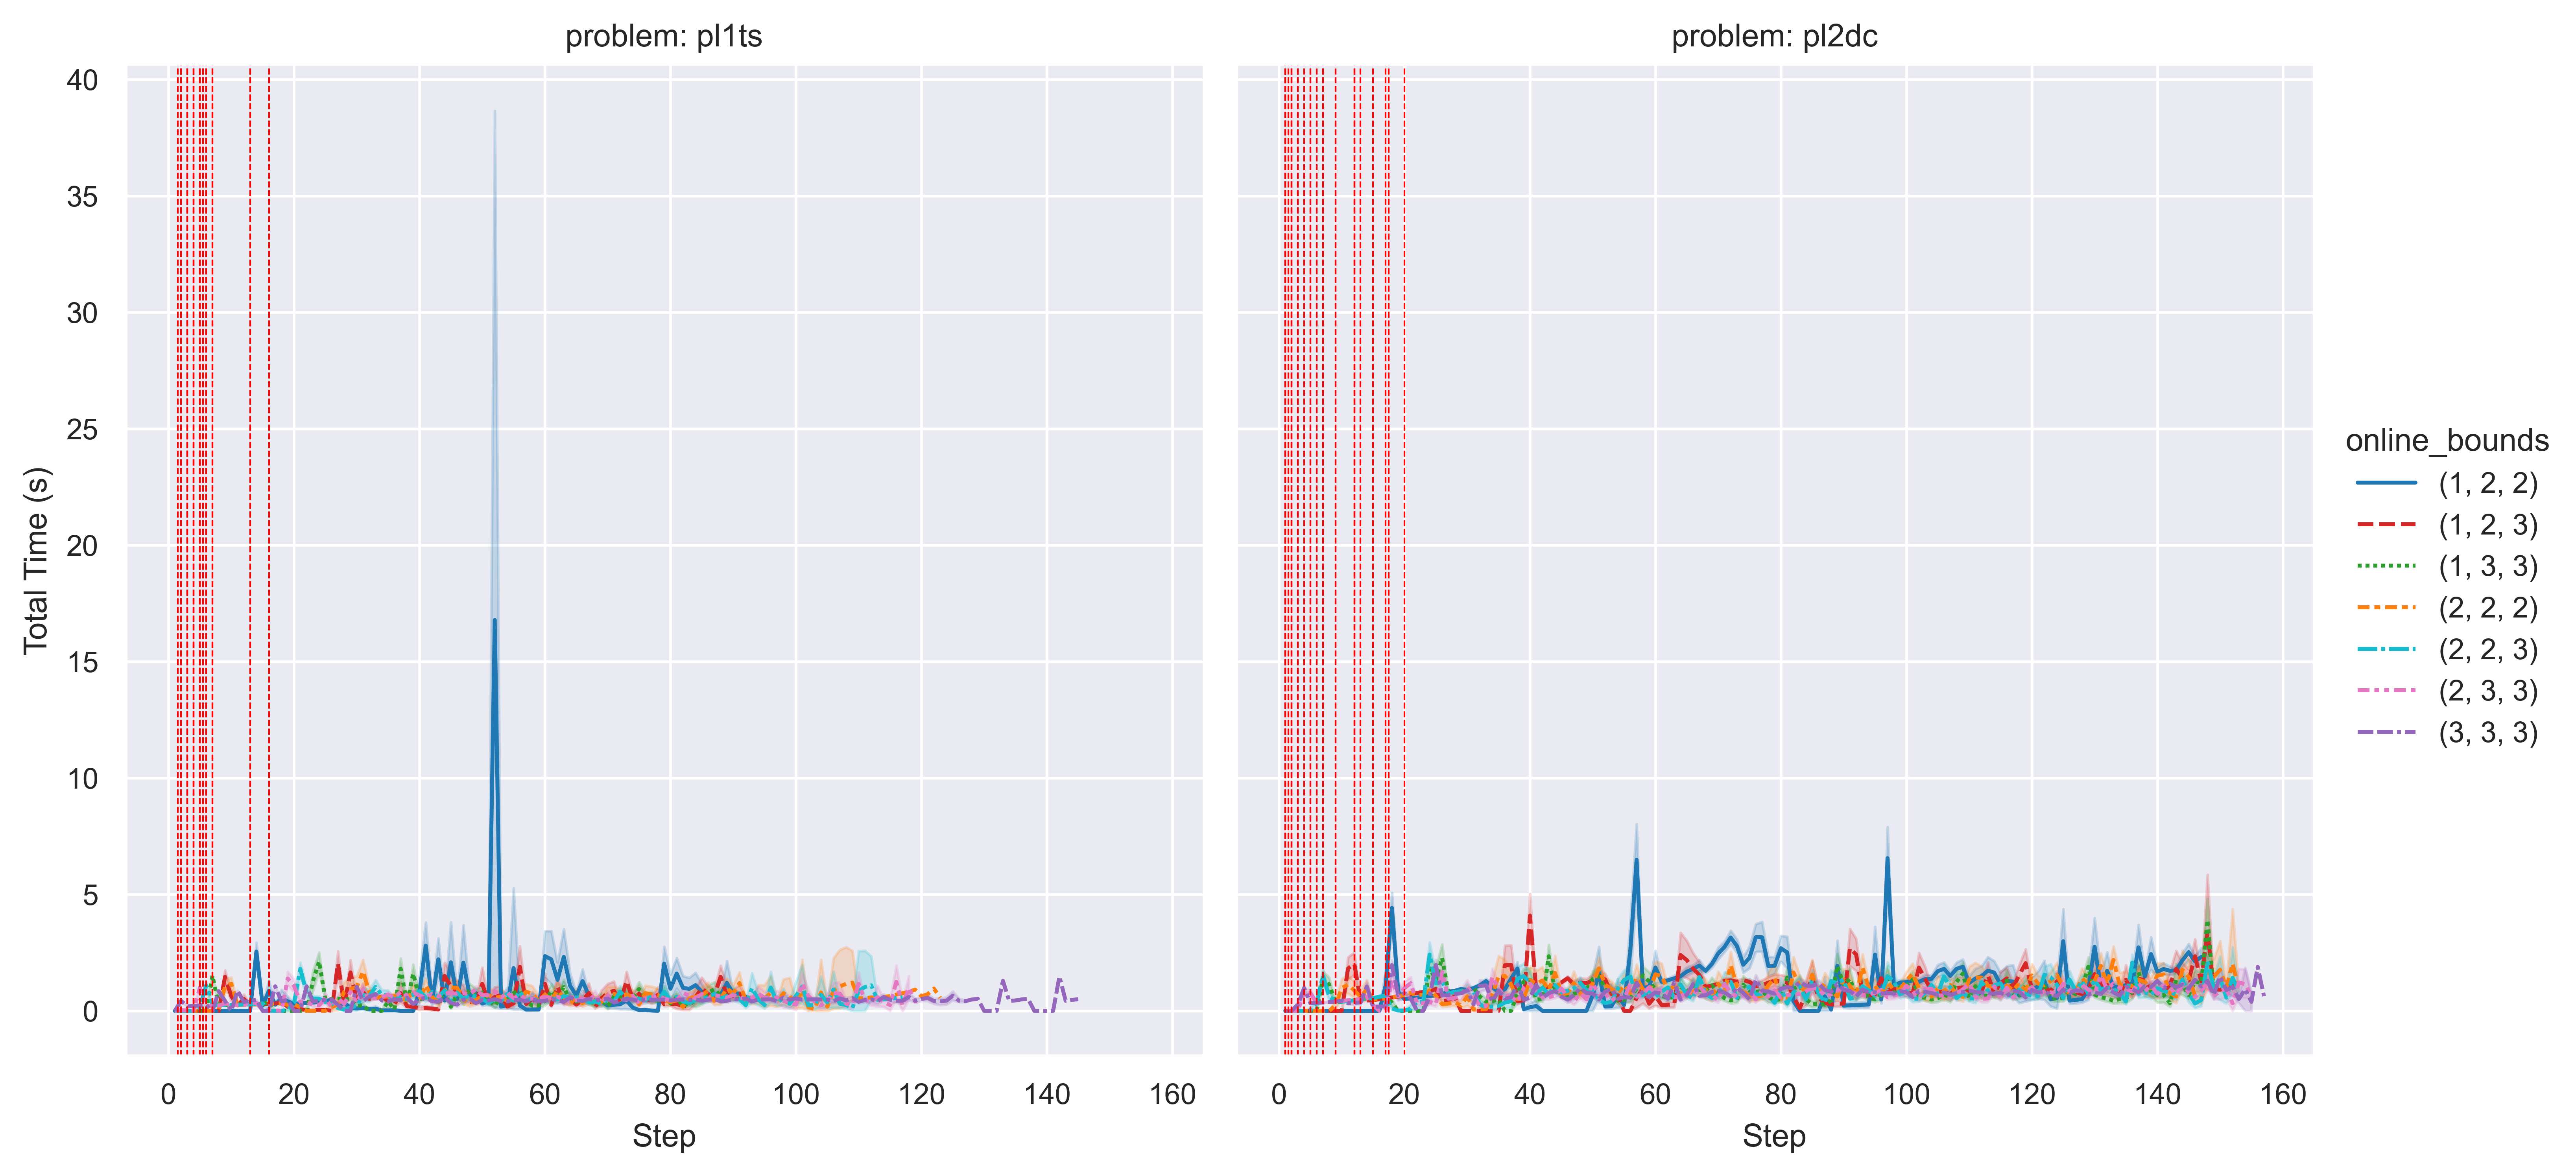 problem: pl1ts
problem: pl2dc
40
35
30
25
20
15
10
5
0
Total Time (s)
0 20 40 60 80 100 120 140 160
0 20 40 60 80 100 120 140 160
Step
Step
online_bounds
(1, 2, 2)
(1, 2, 3)
(1, 3, 3)
(2, 2, 2)
(2, 2, 3)
(2, 3, 3)
(3, 3, 3)